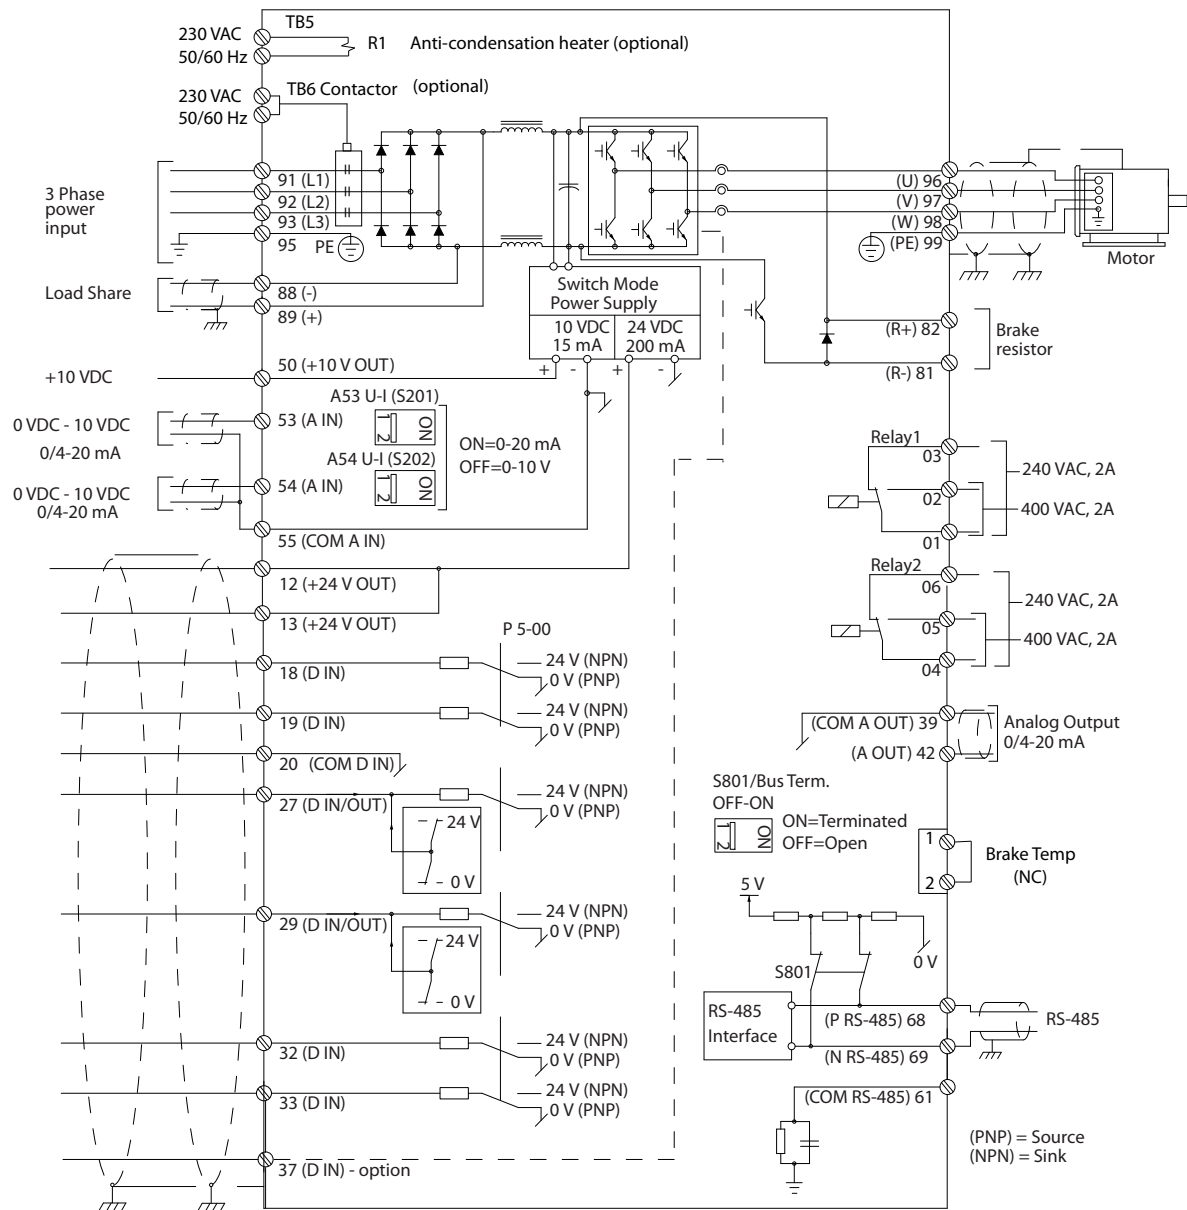 TB5
230 VAC
50/60 Hz
R1
Anti-condensation heater (optional)
TB6 Contactor
(optional)
230 VAC
50/60 Hz
3 Phase
power
input
91 (L1)
92 (L2)
93 (L3)
95
PE
(U) 96
(V) 97
(W) 98
(PE) 99
Motor
Load Share
88 (-)
89 (+)
Switch Mode
Power Supply
10 VDC
15 mA
24 VDC
200 mA
+
-
+
-
(R+) 82
(R-) 81
Brake
resistor
+10 VDC
50 (+10 V OUT)
0 VDC - 10 VDC
0/4-20 mA
53 (A IN)
A53 U-I (S201)
1 2
ON
0 VDC - 10 VDC
0/4-20 mA
54 (A IN)
A54 U-I (S202)
1 2
ON
ON=0-20 mA
OFF=0-10 V
55 (COM A IN)
12 (+24 V OUT)
13 (+24 V OUT)
Relay1
03
02
01
240 VAC, 2A
400 VAC, 2A
Relay2
06
05
04
240 VAC, 2A
400 VAC, 2A
P 5-00
18 (D IN)
24 V (NPN)
0 V (PNP)
19 (D IN)
24 V (NPN)
0 V (PNP)
20 (COM D IN)
27 (D IN/OUT)
24 V (NPN)
0 V (PNP)
24 V
0 V
29 (D IN/OUT)
24 V (NPN)
0 V (PNP)
24 V
0 V
32 (D IN)
24 V (NPN)
0 V (PNP)
33 (D IN)
24 V (NPN)
0 V (PNP)
37 (D IN) - option
(COM A OUT) 39
(A OUT) 42
Analog Output
0/4-20 mA
S801/Bus Term.
OFF-ON
1 2
ON
ON=Terminated
OFF=Open
1
2
Brake Temp
(NC)
5 V
0 V
S801
RS-485
Interface
(P RS-485) 68
(N RS-485) 69
RS-485
(COM RS-485) 61
(PNP) = Source
(NPN) = Sink